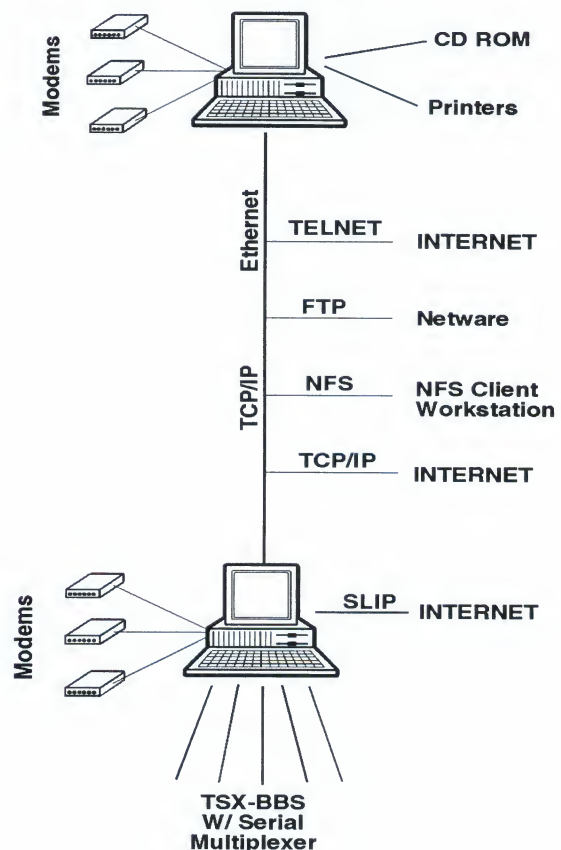 Modems
CD ROM
Printers
Ethernet
TELNET
INTERNET
FTP
Netware
TCP/IP
NFS
NFS Client
Workstation
TCP/IP
INTERNET
Modems
SLIP
INTERNET
TSX-BBS
W/ Serial
Multiplexer